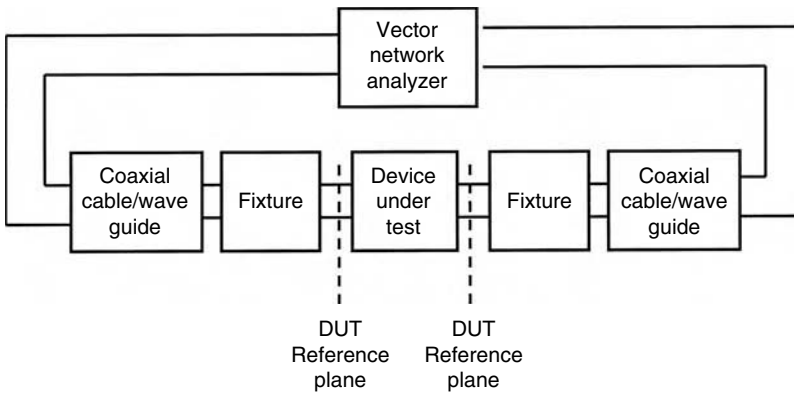 Vector
network
analyzer
Coaxial
cable/wave
guide
Fixture
Device
under
test
Fixture
Coaxial
cable/wave
guide
DUT
Reference
plane
DUT
Reference
plane